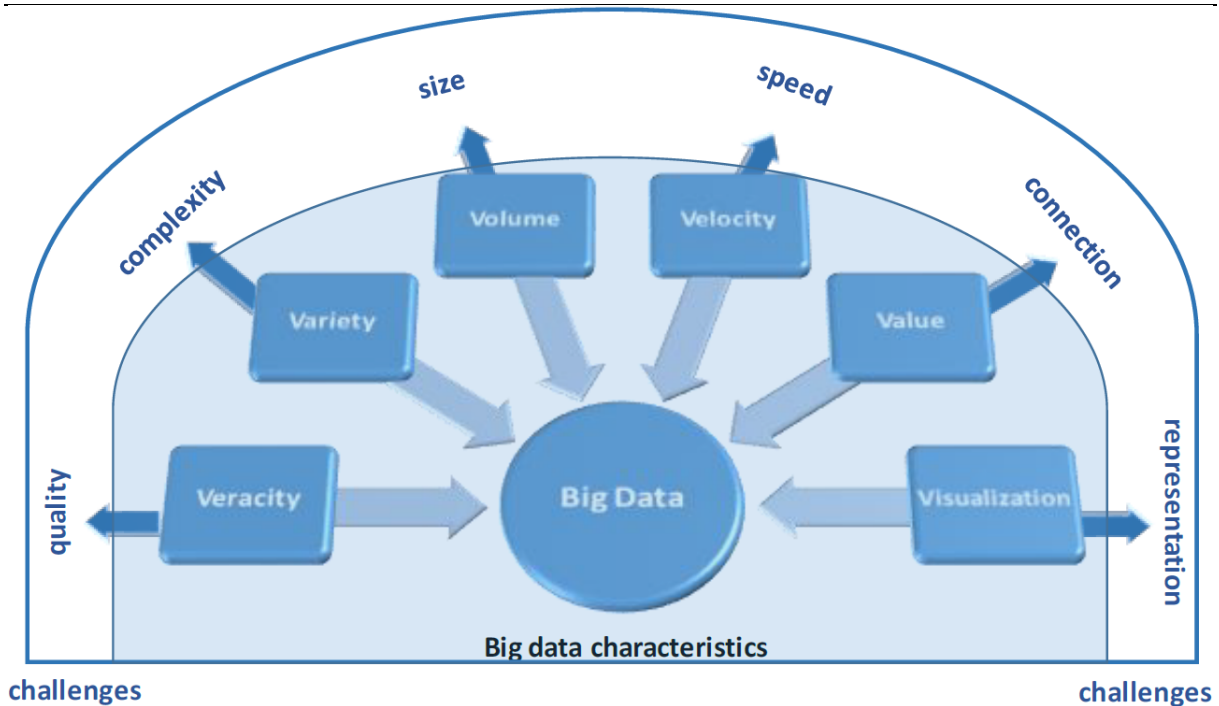 size
speed
complexity
connection
Volume
Velocity
Variety
Value
quality
Veracity
Big Data
Visualization
representation
Big data characteristics
challenges
challenges